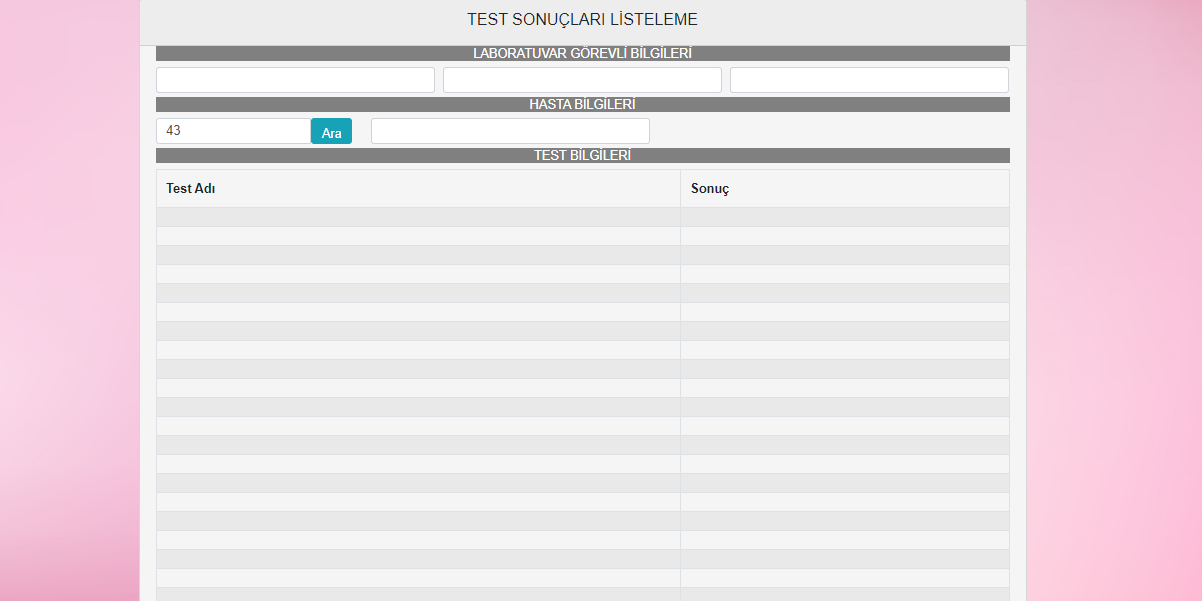 TEST SONUÇLARI LİSTELEME
LABORATUVAR GÖREVLİ BİLGİLERİ
HASTA BİLGİLERİ
43 Ara
TEST BİLGİLERİ
Test Adı Sonuç